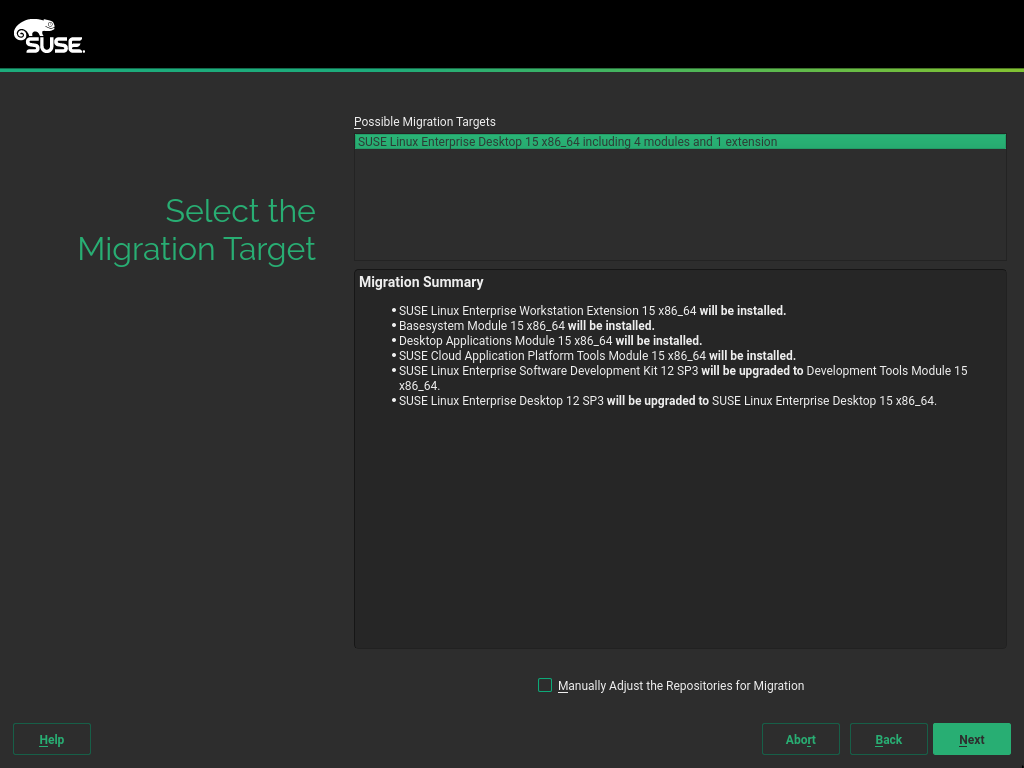 SUSE.
Possible Migration Targets
SUSE Linux Enterprise Desktop 15 x86_64 including 4 modules and 1 extension
Select the
Migration Target
Migration Summary
• SUSE Linux Enterprise Workstation Extension 15 x86_64 will be installed.
• Basesystem Module 15 x86_64 will be installed.
• Desktop Applications Module 15 x86_64 will be installed.
• SUSE Cloud Application Platform Tools Module 15 x86_64 will be installed.
• SUSE Linux Enterprise Software Development Kit 12 SP3 will be upgraded to Development Tools Module 15
x86_64.
• SUSE Linux Enterprise Desktop 12 SP3 will be upgraded to SUSE Linux Enterprise Desktop 15 x86_64.
Manually Adjust the Repositories for Migration
Help
Abort
Back
Next